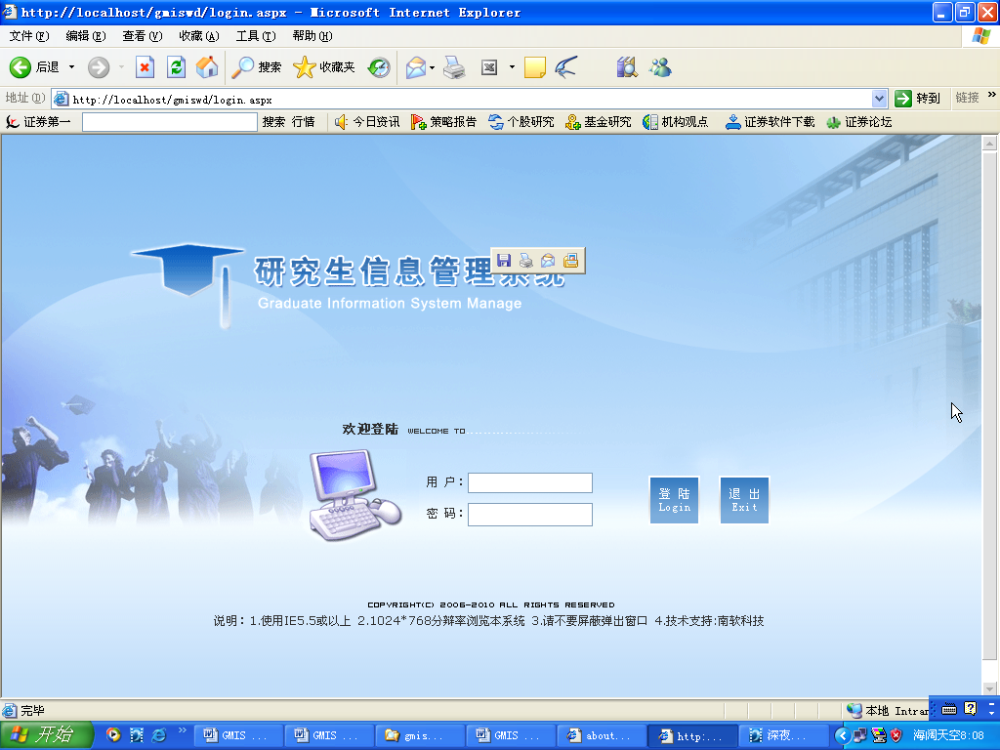 http://localhost/gmiswd/login.aspx - Microsoft Internet Explorer
文件(F) 编辑(E) 查看(V) 收藏(A) 工具(T) 帮助(H)
后退 搜索 收藏夹
地址(D) http://localhost/gmiswd/login.aspx 转到 链接 »
证券第一 搜索 行情 今日资讯 策略报告 个股研究 基金研究 机构观点 证券软件下载 证券论坛
研究生信息管理系统
Graduate Information System Manage
欢迎登陆 WELCOME TO
用 户：
密 码：
登 陆
Login
退 出
Exit
COPYRIGHT(C) 2006-2010 ALL RIGHTS RESERVED
说明：1.使用IE5.5或以上 2.1024*768分辩率浏览本系统 3.请不要屏蔽弹出窗口 4.技术支持:南软科技
完毕 本地 Intran
开始 » GMIS ... GMIS ... gmis... GMIS ... about... http:... 深夜... 海阔天空8:08